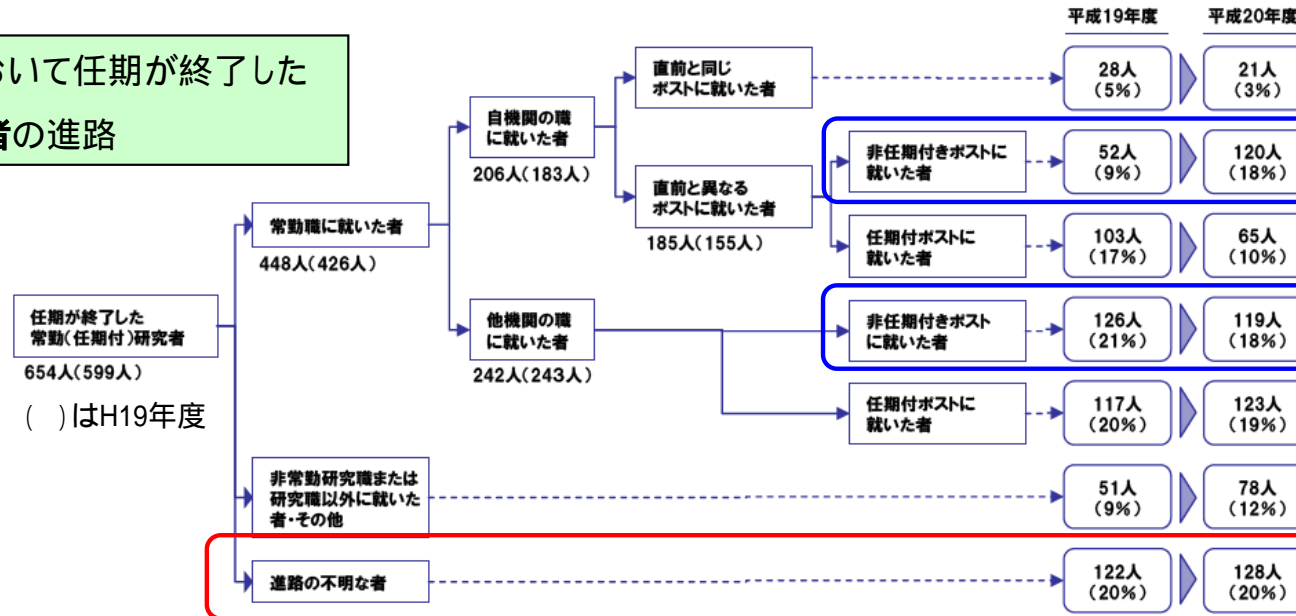 おいて任期が終了した
者の進路
平成19年度
平成20年度
直前と同じ
ポストに就いた者
28人
(5%)
21人
(3%)
自機関の職
に就いた者
206人(183人)
非任期付きポストに
就いた者
52人
(9%)
120人
(18%)
直前と異なる
ポストに就いた者
185人(155人)
常勤職に就いた者
448人(426人)
任期付ポストに
就いた者
103人
(17%)
65人
(10%)
任期が終了した
常勤(任期付)研究者
654人(599人)
( )はH19年度
他機関の職
に就いた者
242人(243人)
非任期付きポスト
に就いた者
126人
(21%)
119人
(18%)
任期付ポストに
就いた者
117人
(20%)
123人
(19%)
非常勤研究職または
研究職以外に就いた
者・その他
51人
(9%)
78人
(12%)
進路の不明な者
122人
(20%)
128人
(20%)